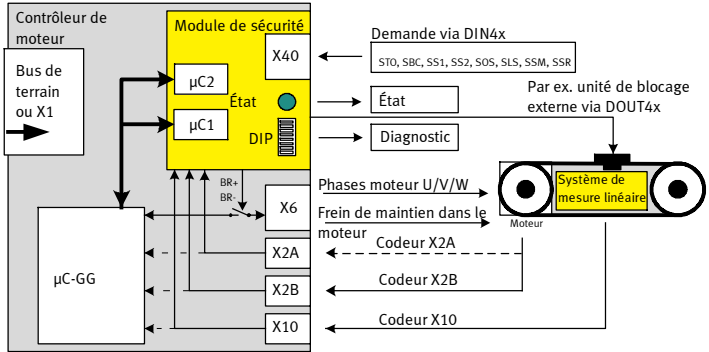 Contrôleur de
moteur
Module de sécurité
Bus de
terrain
ou X1
µC2
État
µC1
DIP
X40
Demande via DIN4x
STO, SBC, SS1, SS2, SOS, SLS, SSM, SSR
État
Diagnostic
Par ex. unité de blocage
externe via DOUT4x
BR+
BR-
X6
Phases moteur U/V/W
Frein de maintien dans le
moteur
Système de
mesure linéaire
Moteur
µC-GG
X2A
Codeur X2A
X2B
Codeur X2B
X10
Codeur X10